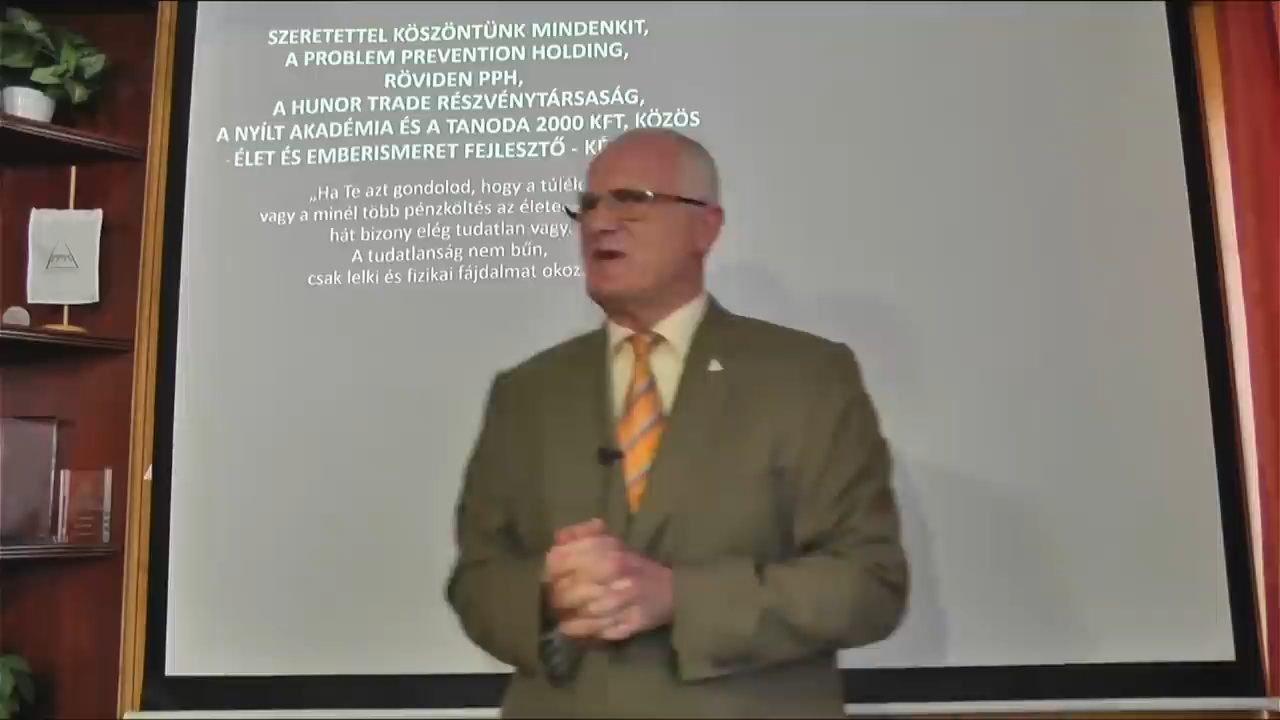 SZERETETTEL KÖSZÖNTÜNK MINDENKIT,
A PROBLEM PREVENTION HOLDING,
RÖVIDEN PPH,
A HUNOR TRADE RÉSZVÉNYTÁRSASÁG,
A NYÍLT AKADÉMIA ÉS A TANODA 2000 KFT, KÖZÖS
- ÉLET ÉS EMBERISMERET FEJLESZTŐ -
„Ha Te azt gondolod, hogy a
vagy a minél több pénzköltés az
hát bizony elég tudatlan vagy.
A tudatlanság nem bűn,
csak lelki és fizikai fájdalmat okoz